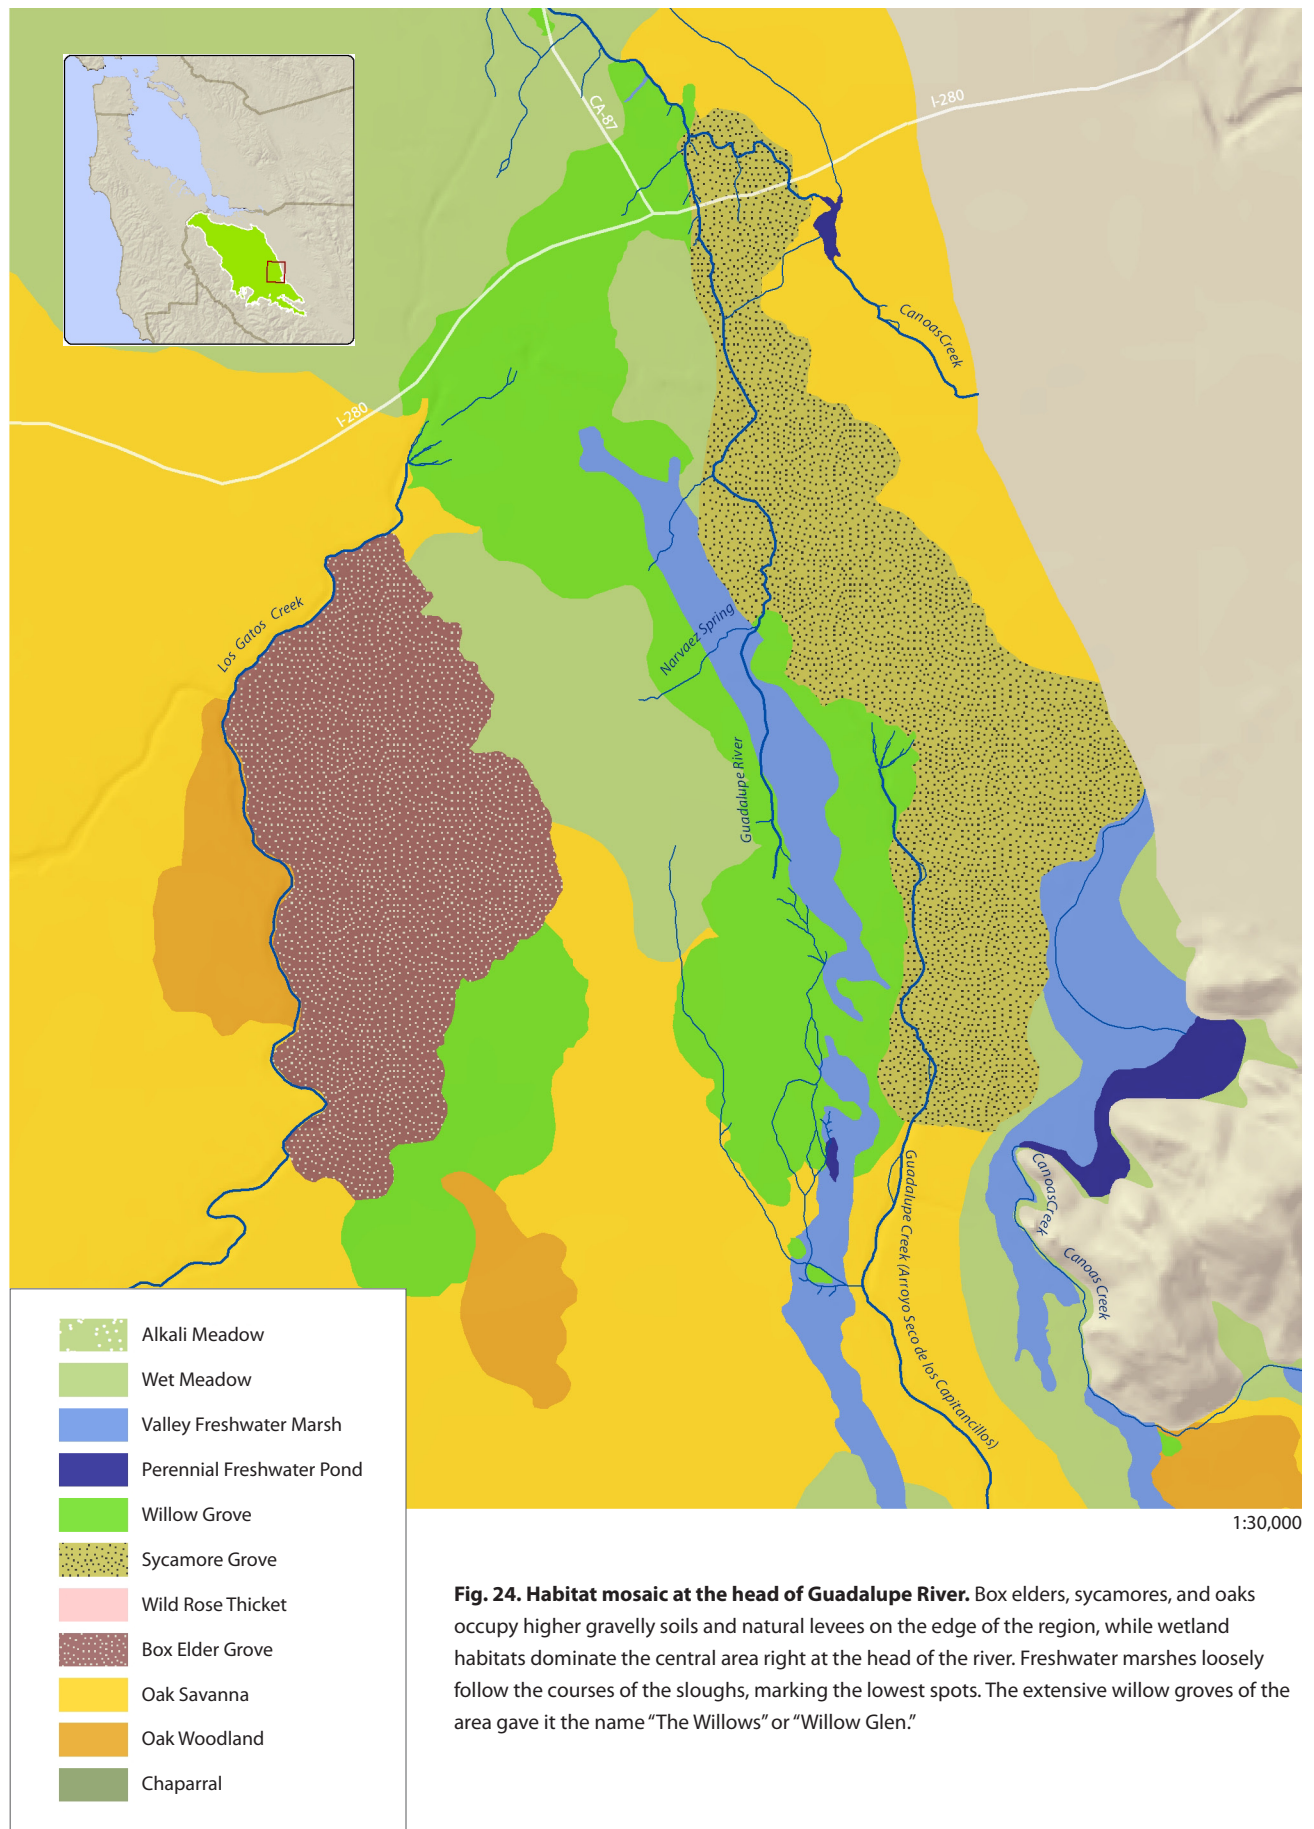 CA-87
I-280
I-280
CanoasCreek
Los Gatos Creek
Narvaez Spring
Guadalupe River
Guadalupe Creek (Arroyo Seco de los Capitancillos)
CanoasCreek
Canoas Creek
Alkali Meadow
Wet Meadow
Valley Freshwater Marsh
Perennial Freshwater Pond
Willow Grove
Sycamore Grove
Wild Rose Thicket
Box Elder Grove
Oak Savanna
Oak Woodland
Chaparral
1:30,000
Fig. 24. Habitat mosaic at the head of Guadalupe River. Box elders, sycamores, and oaks
occupy higher gravelly soils and natural levees on the edge of the region, while wetland
habitats dominate the central area right at the head of the river. Freshwater marshes loosely
follow the courses of the sloughs, marking the lowest spots. The extensive willow groves of the
area gave it the name “The Willows” or “Willow Glen.”